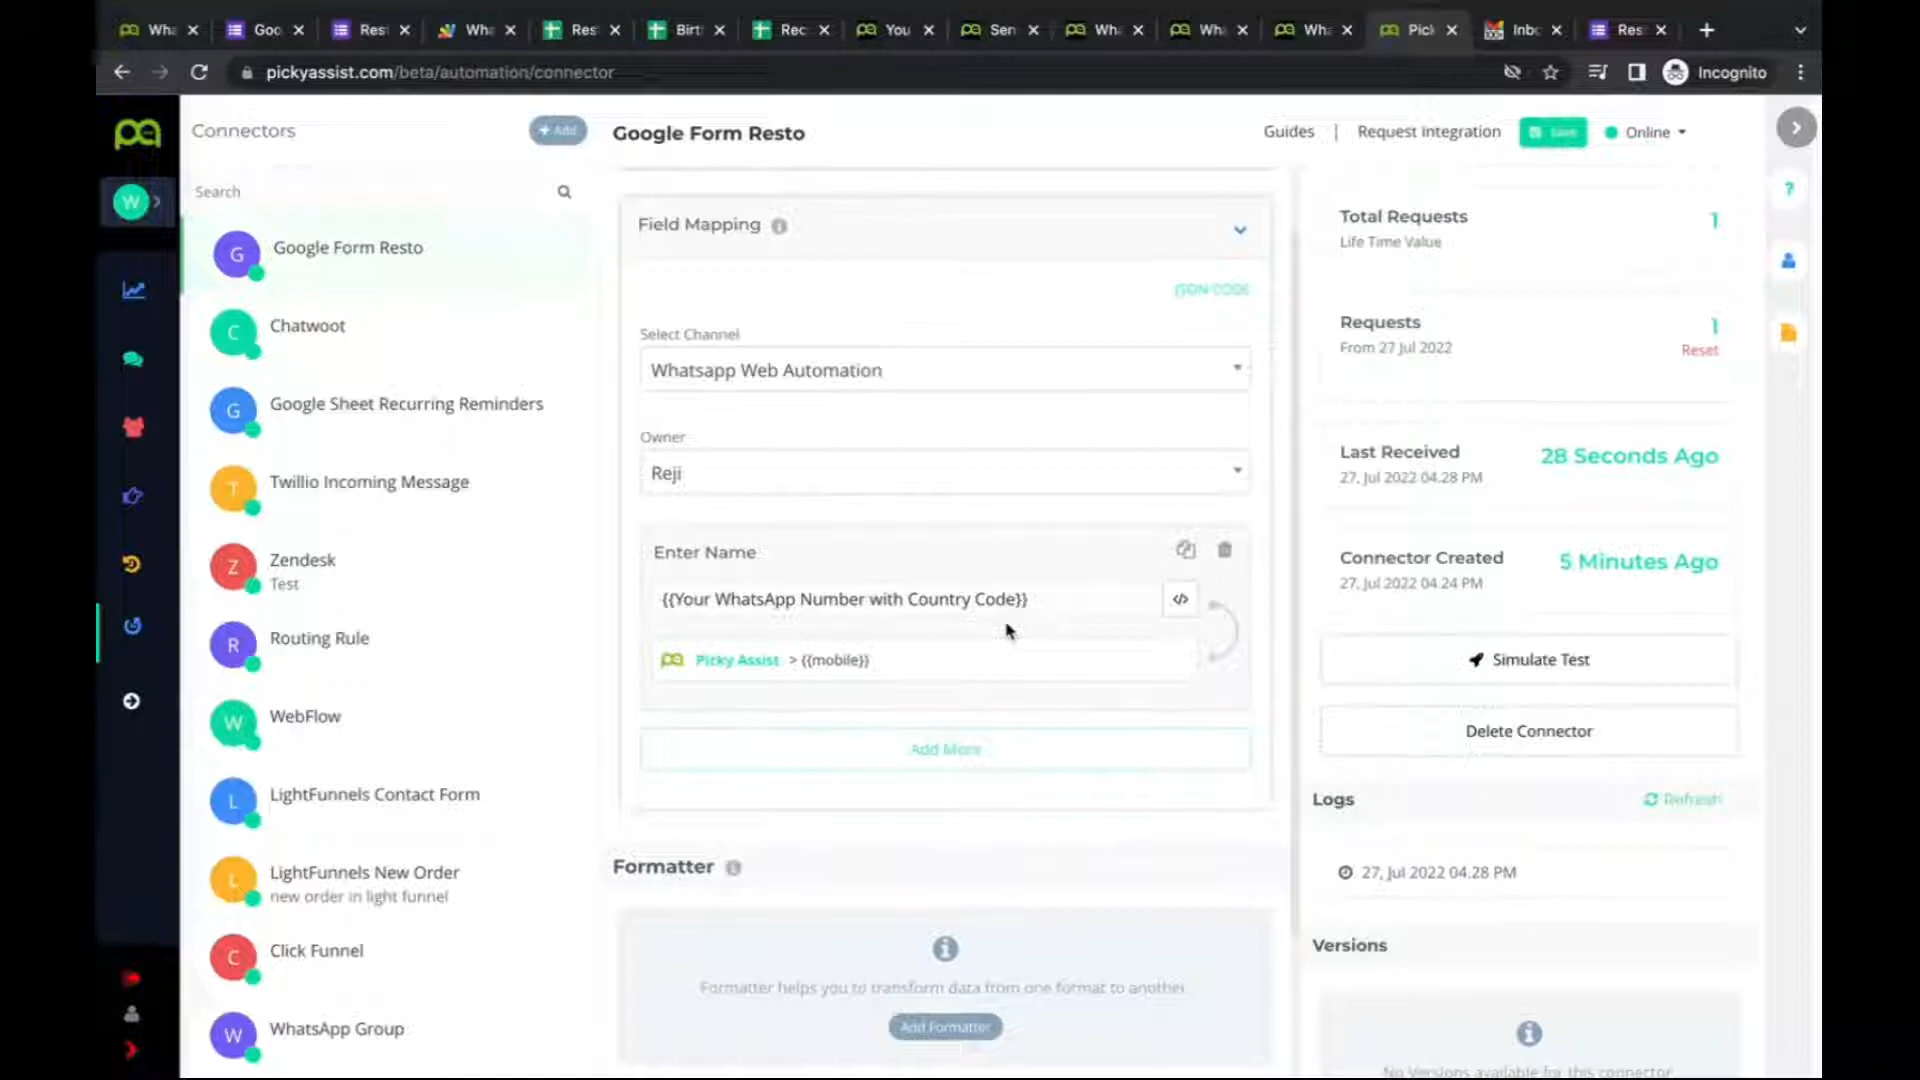 Wha
Goo
Res
Wha
Res
Birt
Rec
You
Sen
Wha
Wha
Wha
Pick
Inbo
Res
pickyassist.com/beta/automation/connector
Incognito
Connectors
+ Add
Google Form Resto
Guides | Request Integration
Save
Online
W
Search
G
Google Form Resto
C
Chatwoot
G
Google Sheet Recurring Reminders
T
Twillio Incoming Message
Z
Zendesk
Test
R
Routing Rule
W
WebFlow
L
LightFunnels Contact Form
L
LightFunnels New Order
new order in light funnel
C
Click Funnel
W
WhatsApp Group
Field Mapping
JSON CODE
Select Channel
Whatsapp Web Automation
Owner
Reji
Enter Name
{{Your WhatsApp Number with Country Code}}
</>
Picky Assist > {{mobile}}
Add More
Formatter
Formatter helps you to transform data from one format to another.
Add Formatter
Total Requests
1
Life Time Value
Requests
1
From 27 Jul 2022
Reset
Last Received
28 Seconds Ago
27, Jul 2022 04.28 PM
Connector Created
5 Minutes Ago
27, Jul 2022 04.24 PM
Simulate Test
Delete Connector
Logs
Refresh
27, Jul 2022 04.28 PM
Versions
No Versions available for this connector
?